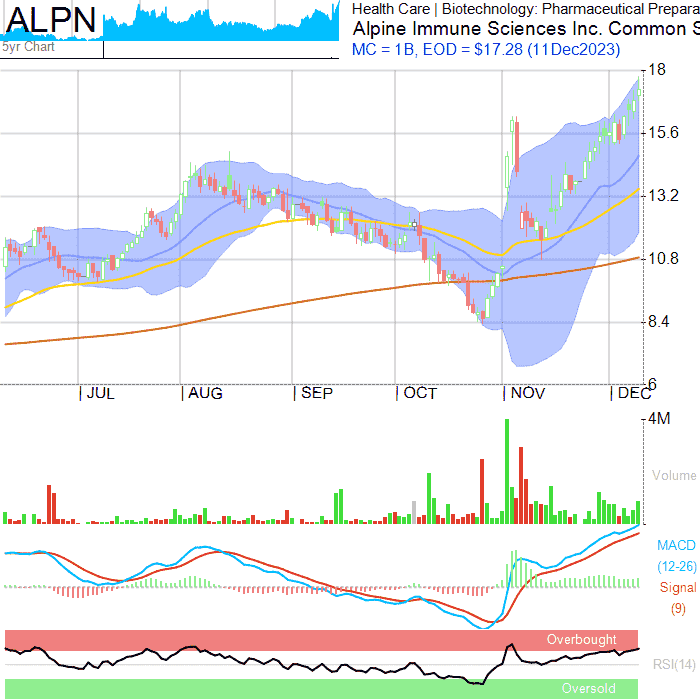 ALPN
5yr Chart
Health Care | Biotechnology: Pharmaceutical Prepara
Alpine Immune Sciences Inc. Common S
MC = 1B, EOD = $17.28 (11Dec2023)
18
15.6
13.2
10.8
8.4
6
JUL AUG SEP OCT NOV DEC
4M
Volume
MACD
(12-26)
Signal
(9)
Overbought
RSI(14)
Oversold